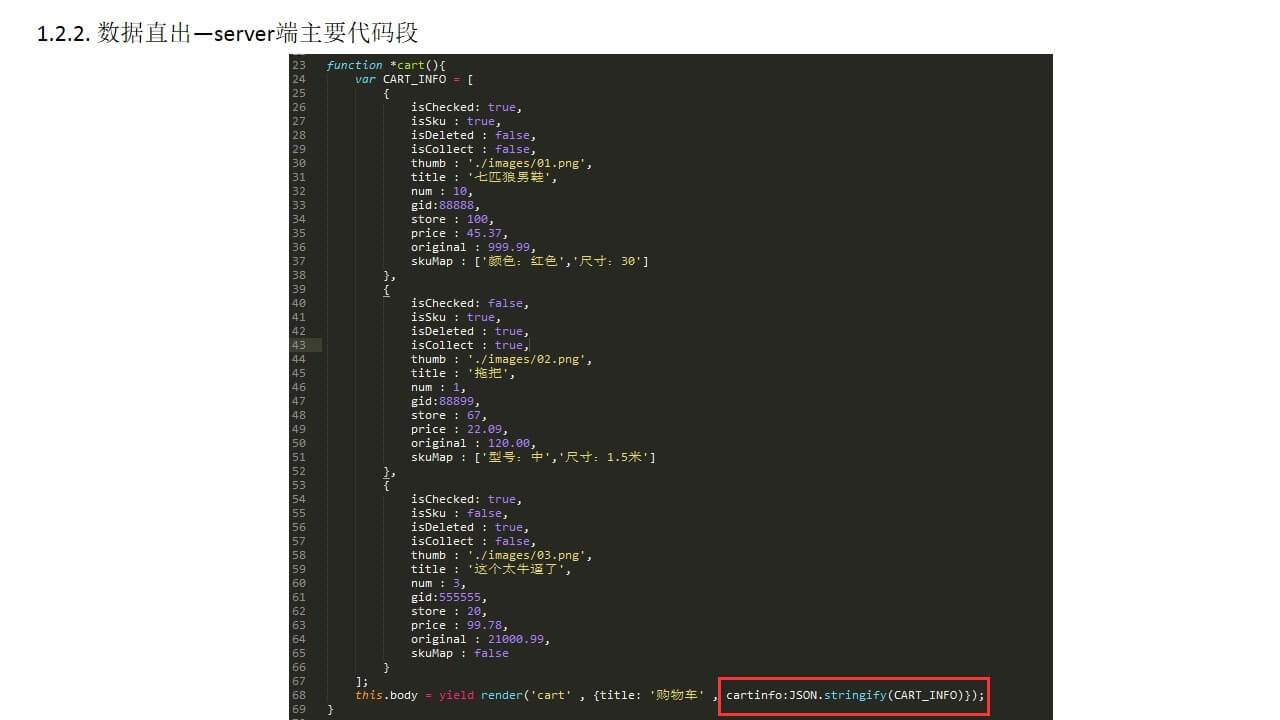 1.2.2. 数据直出—server端主要代码段
23 function *cart(){
24 var CART_INFO = [
25 {
26 isChecked: true,
27 isSku : true,
28 isDeleted : false,
29 isCollect : false,
30 thumb : './images/01.png',
31 title : '七匹狼男鞋',
32 num : 10,
33 gid:88888,
34 store : 100,
35 price : 45.37,
36 original : 999.99,
37 skuMap : ['颜色：红色','尺寸：30']
38 },
39 {
40 isChecked: false,
41 isSku : true,
42 isDeleted : true,
43 isCollect : true,
44 thumb : './images/02.png',
45 title : '拖把',
46 num : 1,
47 gid:88899,
48 store : 67,
49 price : 22.09,
50 original : 120.00,
51 skuMap : ['型号：中','尺寸：1.5米']
52 },
53 {
54 isChecked: true,
55 isSku : false,
56 isDeleted : true,
57 isCollect : false,
58 thumb : './images/03.png',
59 title : '这个太牛逼了',
60 num : 3,
61 gid:555555,
62 store : 20,
63 price : 99.78,
64 original : 21000.99,
65 skuMap : false
66 }
67 ];
68 this.body = yield render('cart' , {title: '购物车' , cartinfo:JSON.stringify(CART_INFO)});
69 }